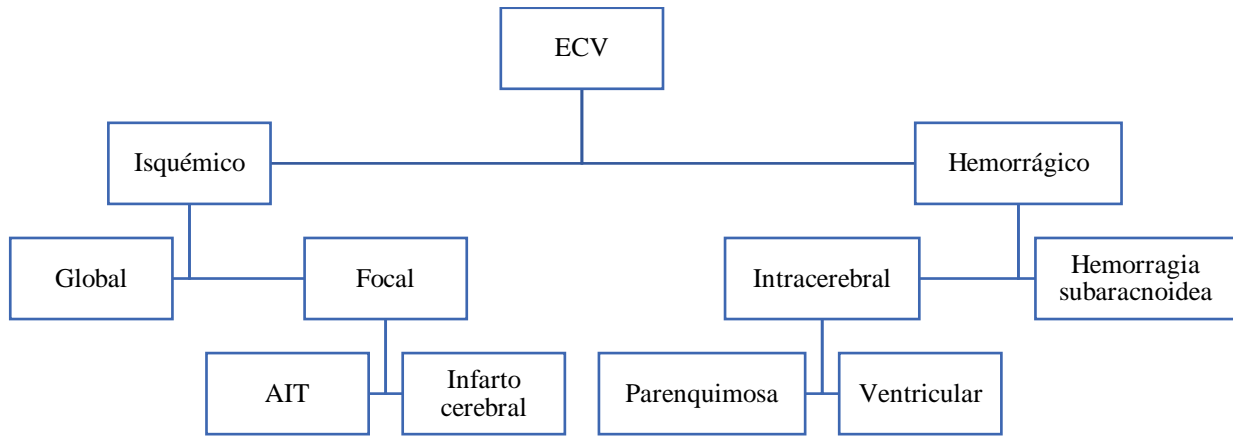 ECV
Isquémico
Hemorrágico
Global
Focal
Intracerebral
Hemorragia
subaracnoidea
AIT
Infarto
cerebral
Parenquimosa
Ventricular